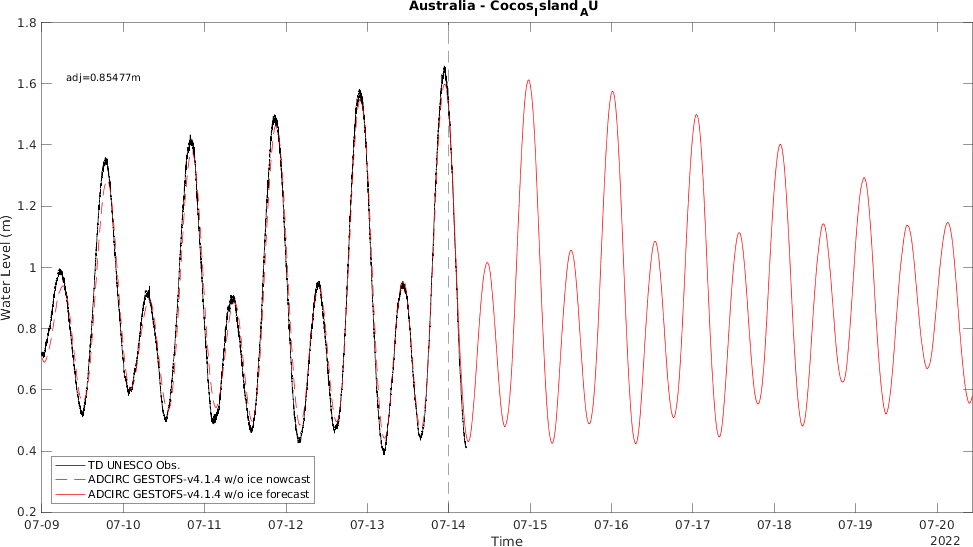 Australia - Cocos_Island_AU
1.8
1.6
adj=0.85477m
1.4
1.2
1
0.8
0.6
0.4
0.2
Water Level (m)
TD UNESCO Obs.
ADCIRC GESTOFS-v4.1.4 w/o ice nowcast
ADCIRC GESTOFS-v4.1.4 w/o ice forecast
07-09 07-10 07-11 07-12 07-13 07-14 07-15 07-16 07-17 07-18 07-19 07-20
Time
2022